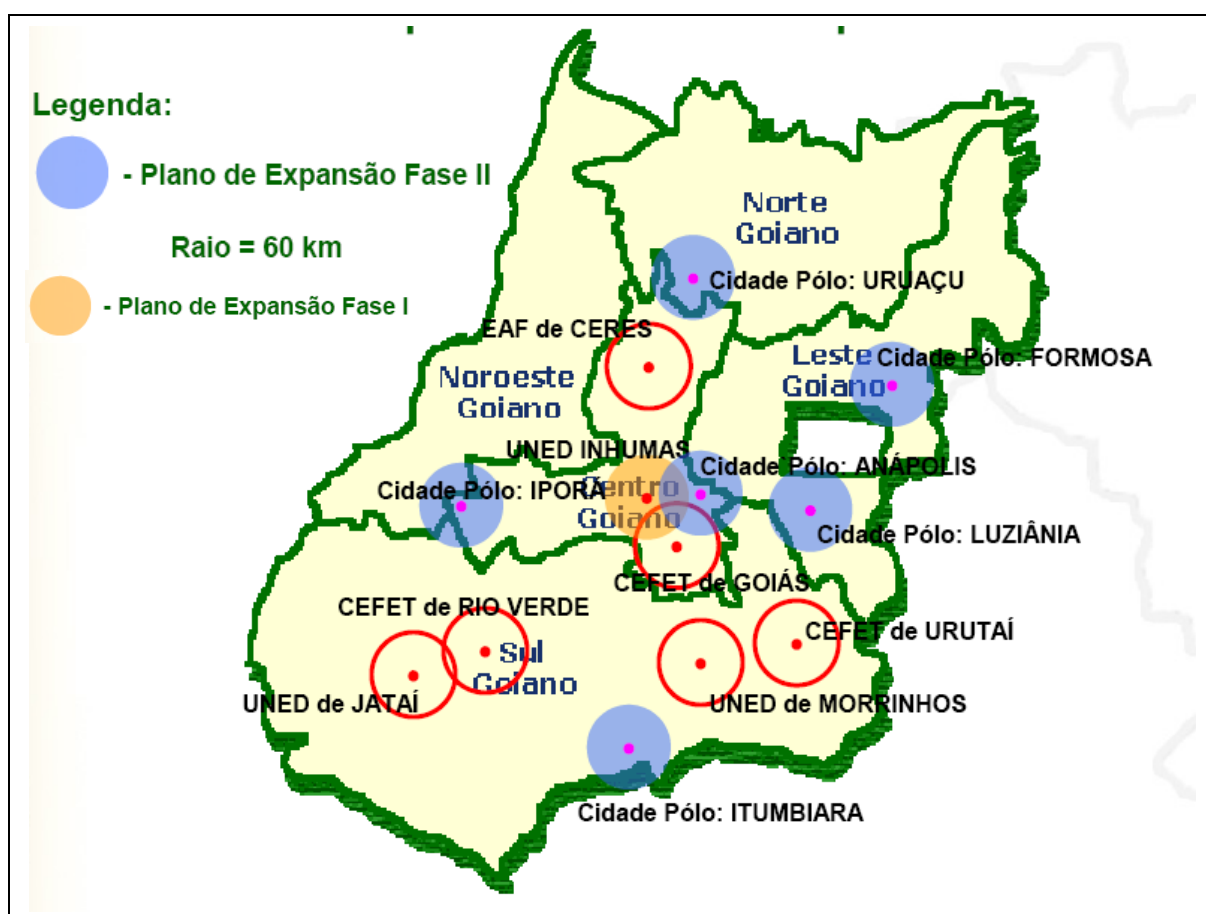 Legenda:
- Plano de Expansão Fase II
Raio = 60 km
- Plano de Expansão Fase I
Norte
Goiano
Cidade Pólo: URUAÇU
EAF de CERES
Leste
Goiano
Cidade Pólo: FORMOSA
Noroeste
Goiano
UNED INHUMAS
Cidade Pólo: ANÁPOLIS
Cidade Pólo: IPORÁ
Centro
Goiano
Cidade Pólo: LUZIÂNIA
CEFET de GOIÁS
CEFET de RIO VERDE
CEFET de URUTAÍ
Sul
Goiano
UNED de JATAÍ
UNED de MORRINHOS
Cidade Pólo: ITUMBIARA